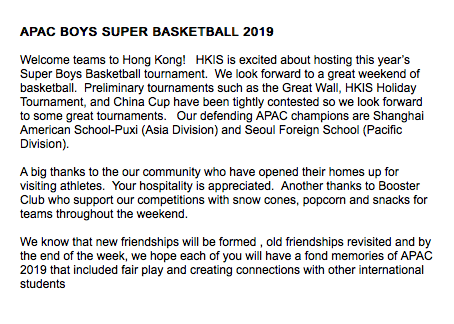 APAC BOYS SUPER BASKETBALL 2019
Welcome teams to Hong Kong!   HKIS is excited about hosting this year's
Super Boys Basketball tournament.  We look forward to a great weekend of
basketball.  Preliminary tournaments such as the Great Wall, HKIS Holiday
Tournament, and China Cup have been tightly contested so we look forward
to some great tournaments.   Our defending APAC champions are Shanghai
American School-Puxi (Asia Division) and Seoul Foreign School (Pacific
Division).
A big thanks to the our community who have opened their homes up for
visiting athletes.  Your hospitality is appreciated.  Another thanks to Booster
Club who support our competitions with snow cones, popcorn and snacks for
teams throughout the weekend.
We know that new friendships will be formed , old friendships revisited and by
the end of the week, we hope each of you will have a fond memories of APAC
2019 that included fair play and creating connections with other international
students